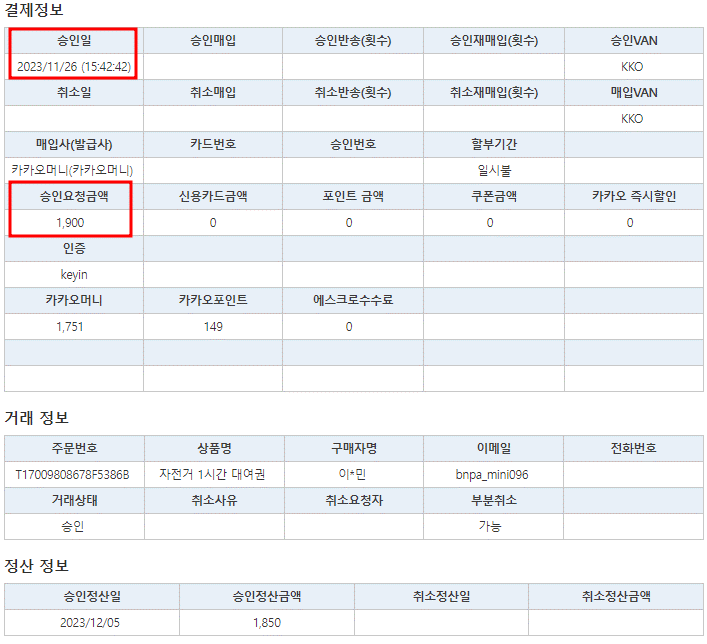 결제정보
승인일 승인매입 승인반송(횟수) 승인재매입(횟수) 승인VAN
2023/11/26 (15:42:42) KKO
취소일 취소매입 취소반송(횟수) 취소재매입(횟수) 매입VAN
KKO
매입사(발급사) 카드번호 승인번호 할부기간
카카오머니(카카오머니) 일시불
승인요청금액 신용카드금액 포인트 금액 쿠폰금액 카카오 즉시할인
1,900 0 0 0 0
인증
keyin
카카오머니 카카오포인트 에스크로수수료
1,751 149 0
거래 정보
주문번호 상품명 구매자명 이메일 전화번호
T17009808678F5386B 자전거 1시간 대여권 이*민 bnpa_mini096
거래상태 취소사유 취소요청자 부분취소
승인 가능
정산 정보
승인정산일 승인정산금액 취소정산일 취소정산금액
2023/12/05 1,850